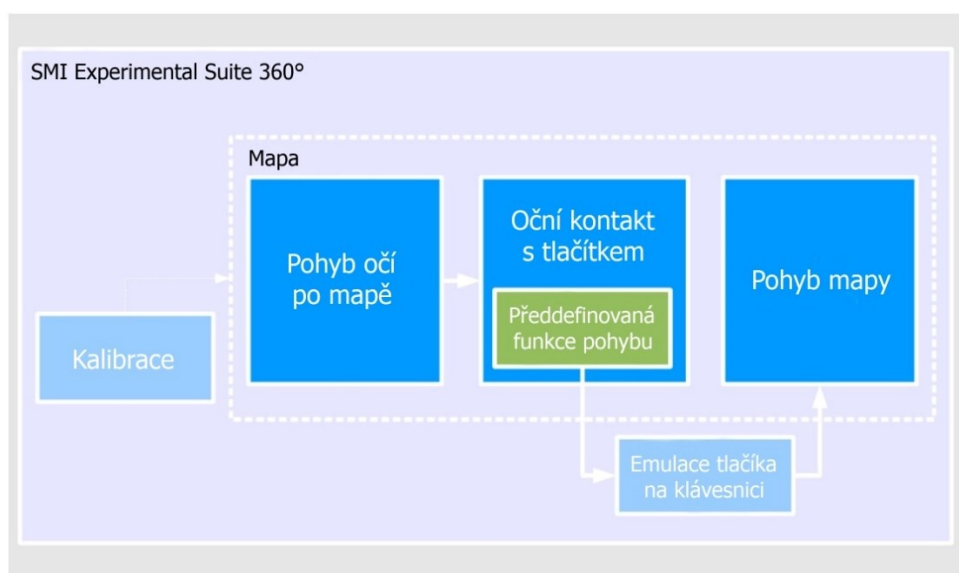 SMI Experimental Suite 360°
Mapa
Kalibrace
Pohyb očí
po mapě
Oční kontakt
s tlačítkem
Předdefinovaná
funkce pohybu
Pohyb mapy
Emulace tlačíka
na klávesnici